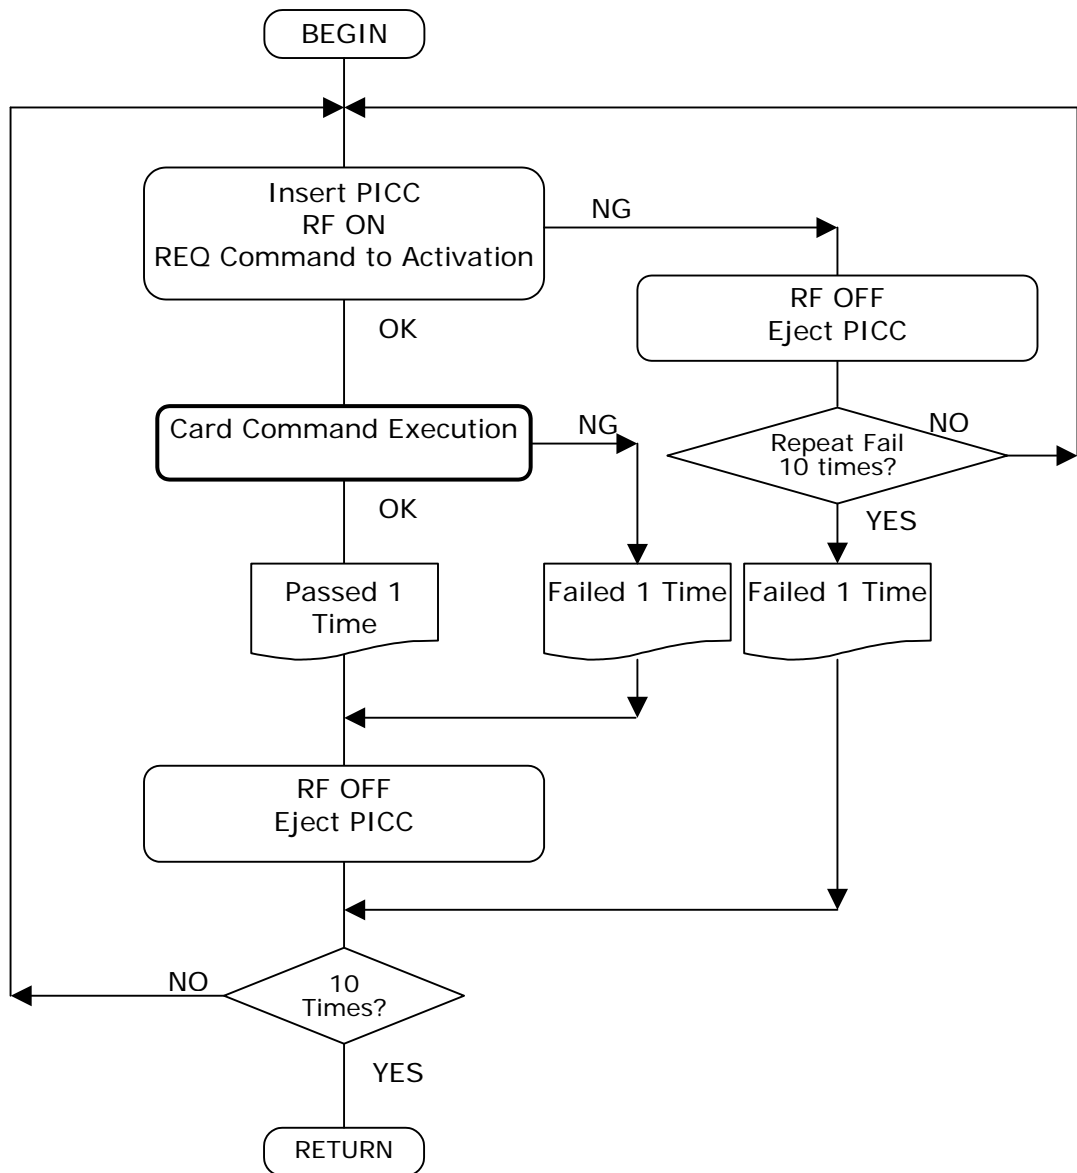 BEGIN
Insert PICC
RF ON
REQ Command to Activation
NG
RF OFF
Eject PICC
OK
Card Command Execution
NG
Repeat Fail
10 times?
NO
OK
YES
Passed 1
Time
Failed 1 Time
Failed 1 Time
RF OFF
Eject PICC
NO
10
Times?
YES
RETURN